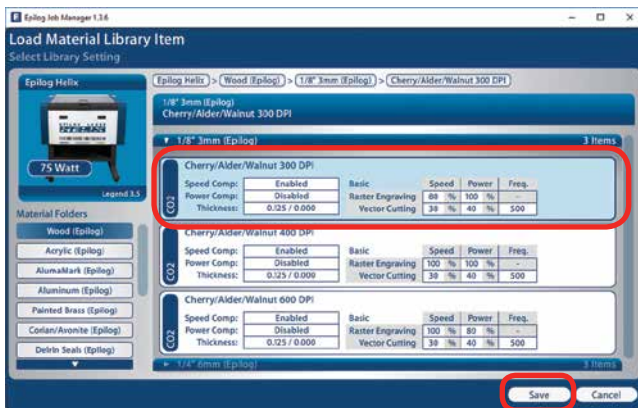 Epilog Job Manager 1.3.6
Load Material Library Item
Select Library Setting
Epilog Helix
Epilog Helix > Wood (Epilog) > 1/8" 3mm (Epilog) > Cherry/Alder/Walnut 300 DPI
1/8" 3mm (Epilog)
Cherry/Alder/Walnut 300 DPI
75 Watt
Legend 3.5
Material Folders
Wood (Epilog)
Acrylic (Epilog)
AlumaMark (Epilog)
Aluminum (Epilog)
Painted Brass (Epilog)
Corian/Avonite (Epilog)
Delrin Seals (Epilog)
1/8" 3mm (Epilog) 3 Items
CO2
Cherry/Alder/Walnut 300 DPI
Speed Comp: Enabled Basic Speed Power Freq.
Power Comp: Disabled Raster Engraving 80 % 100 % -
Thickness: 0.125 / 0.000 Vector Cutting 30 % 40 % 500
CO2
Cherry/Alder/Walnut 400 DPI
Speed Comp: Enabled Basic Speed Power Freq.
Power Comp: Disabled Raster Engraving 100 % 100 % -
Thickness: 0.125 / 0.000 Vector Cutting 30 % 40 % 500
CO2
Cherry/Alder/Walnut 600 DPI
Speed Comp: Enabled Basic Speed Power Freq.
Power Comp: Disabled Raster Engraving 100 % 80 % -
Thickness: 0.125 / 0.000 Vector Cutting 30 % 40 % 500
1/4" 6mm (Epilog) 3 Items
Save Cancel